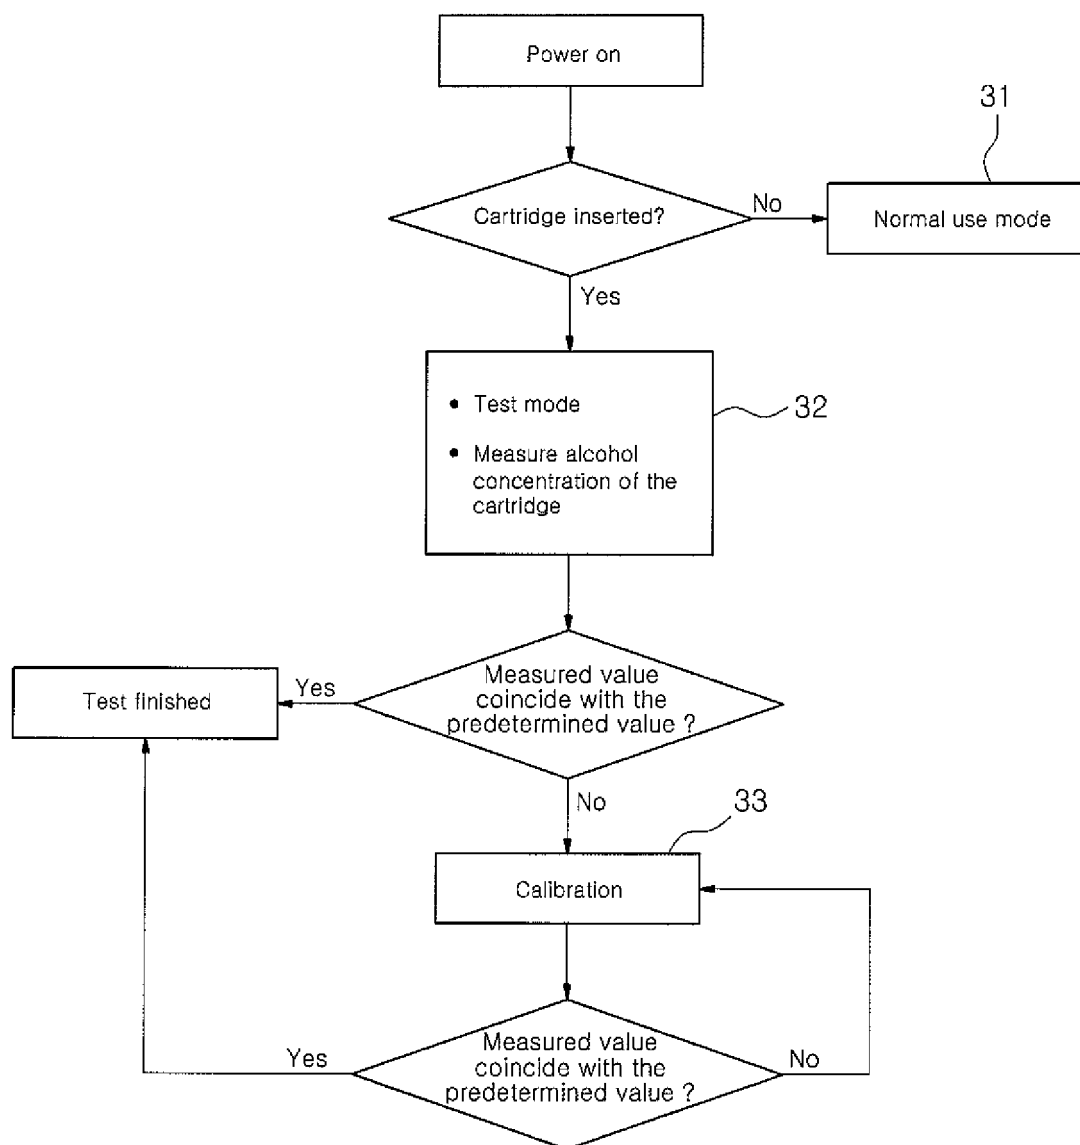 Power on
31
Cartridge inserted?
No
Normal use mode
Yes
• Test mode
32
• Measure alcohol
concentration of the
cartridge
Measured value
coincide with the
predetermined value ?
Yes
Test finished
No
33
Calibration
Measured value
coincide with the
predetermined value ?
Yes
No